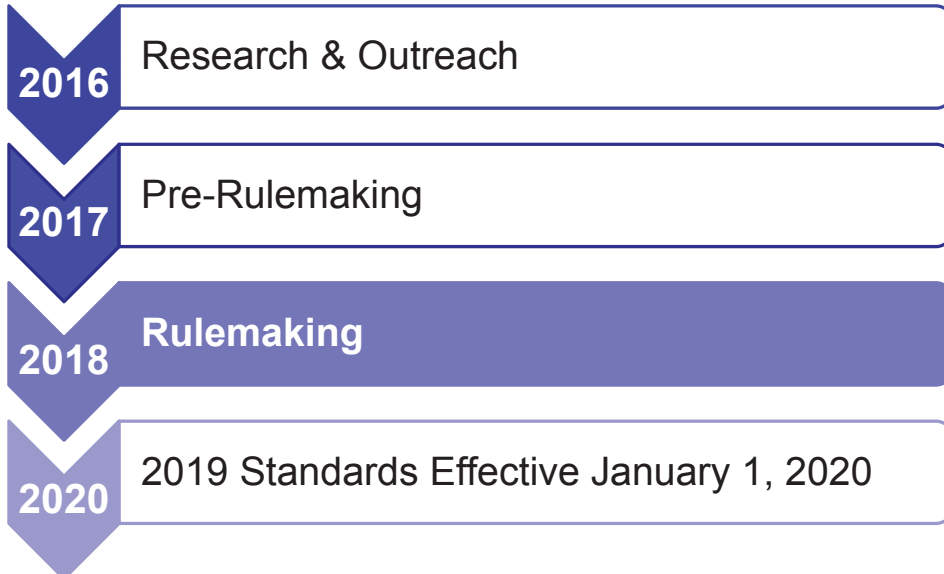 2016
Research & Outreach
2017
Pre-Rulemaking
2018
Rulemaking
2020
2019 Standards Effective January 1, 2020